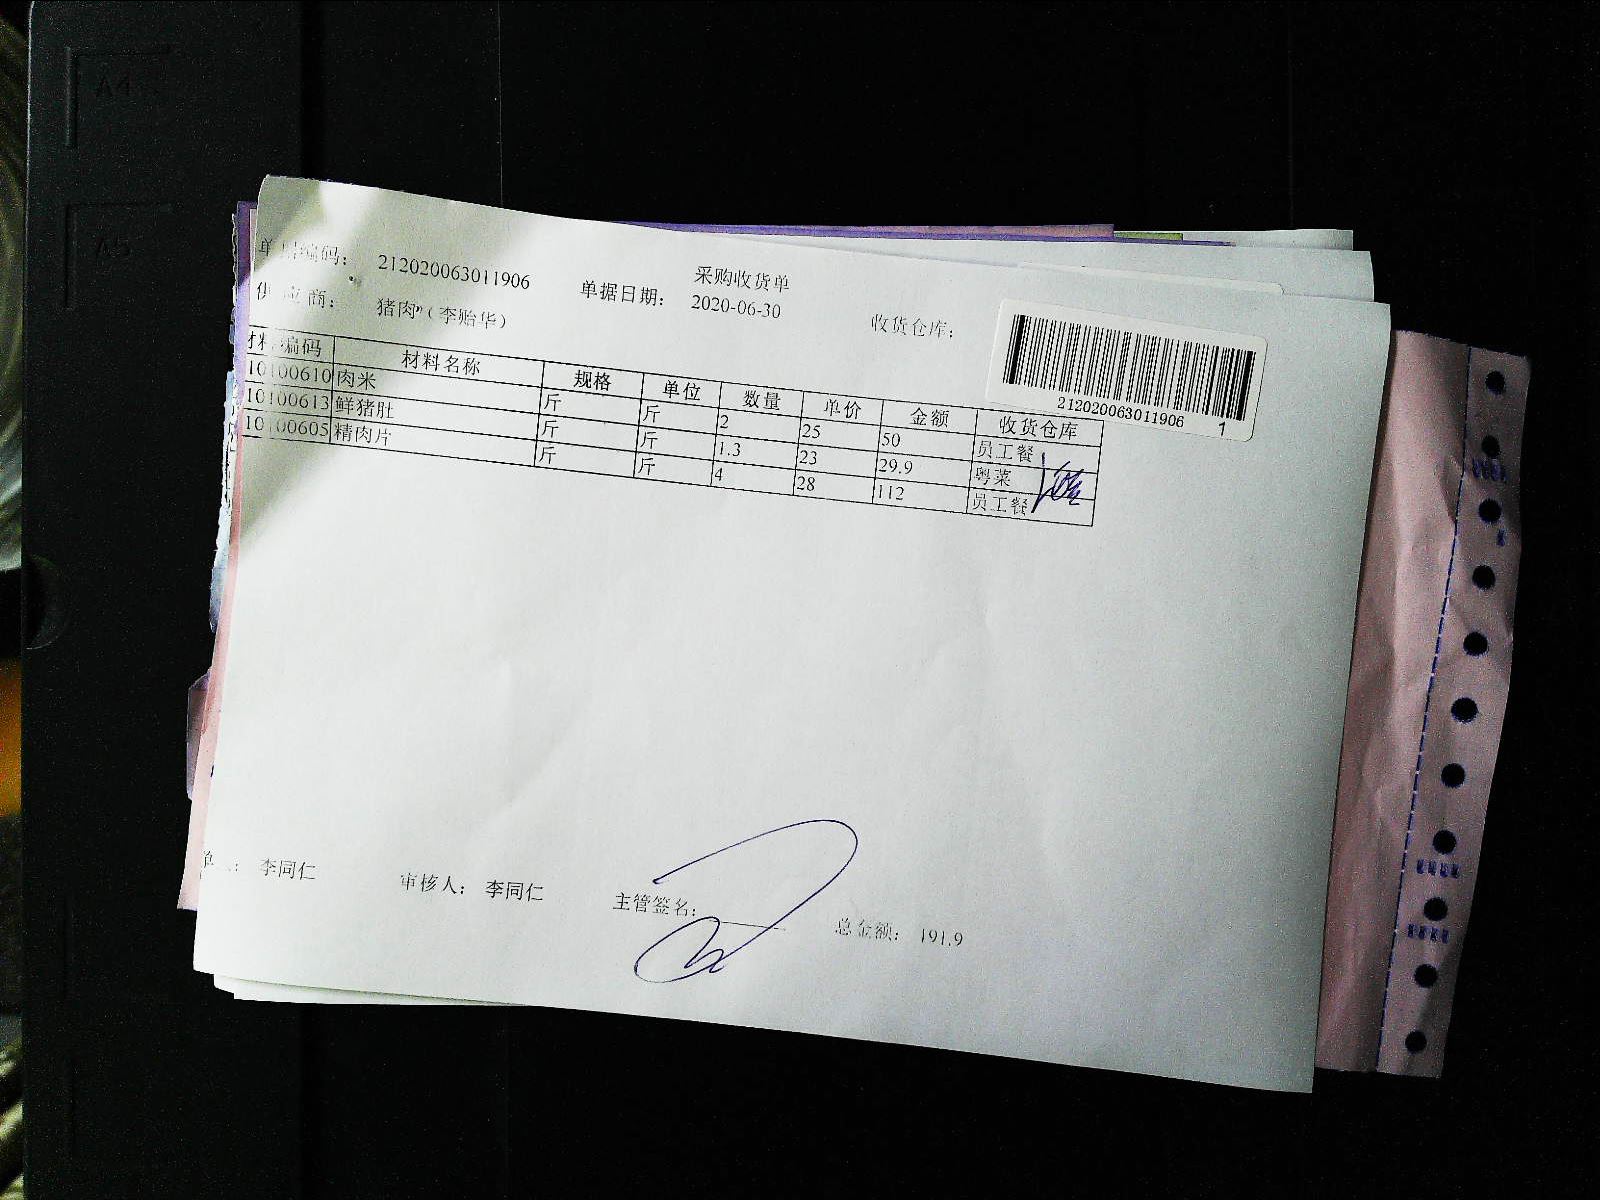 采购收货单
单据编码： 212020063011906 单据日期： 2020-06-30 收货仓库：
供应商： 猪肉"（李贻华）
212020063011906 1
材料编码 材料名称 规格 单位 数量 单价 金额 收货仓库
10100610 肉米 斤 斤 2 25 50 员工餐
10100613 鲜猪肚 斤 斤 1.3 23 29.9 粤菜
10100605 精肉片 斤 斤 4 28 112 员工餐
李同仁 审核人： 李同仁 主管签名： 总金额： 191.9
A4
A5